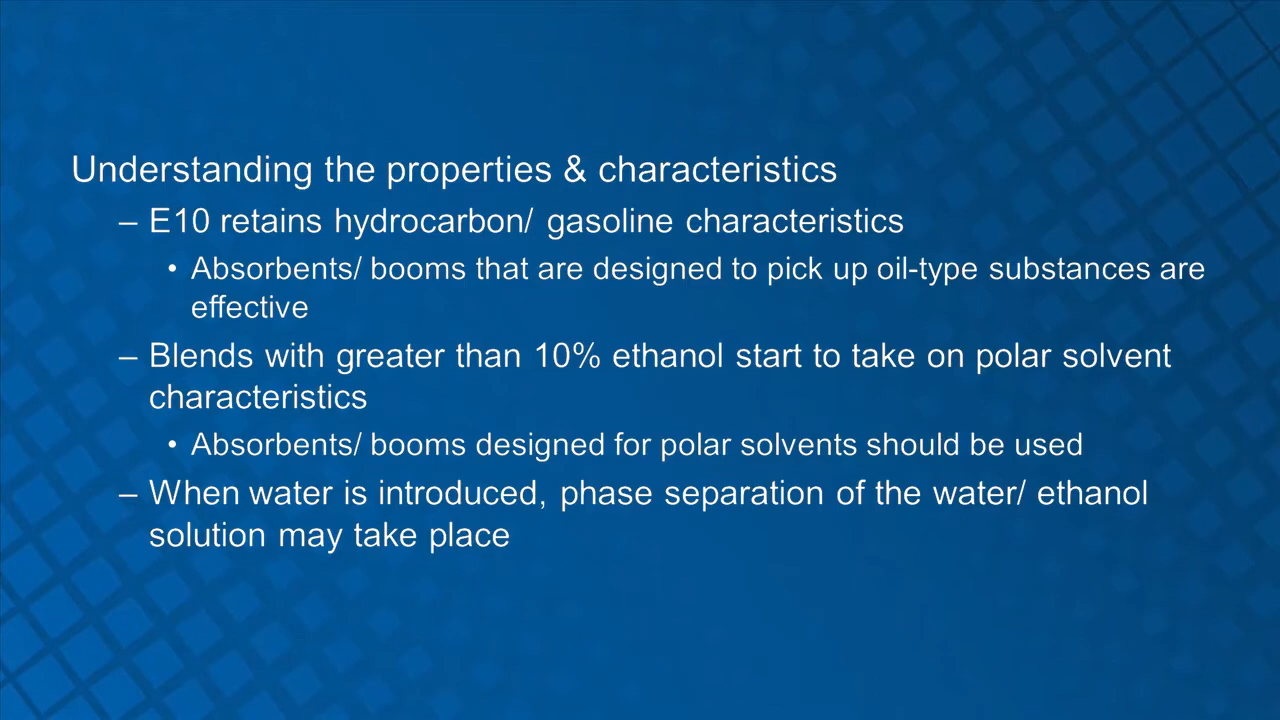 Understanding the properties & characteristics
– E10 retains hydrocarbon/ gasoline characteristics
• Absorbents/ booms that are designed to pick up oil-type substances are
effective
– Blends with greater than 10% ethanol start to take on polar solvent
characteristics
• Absorbents/ booms designed for polar solvents should be used
– When water is introduced, phase separation of the water/ ethanol
solution may take place